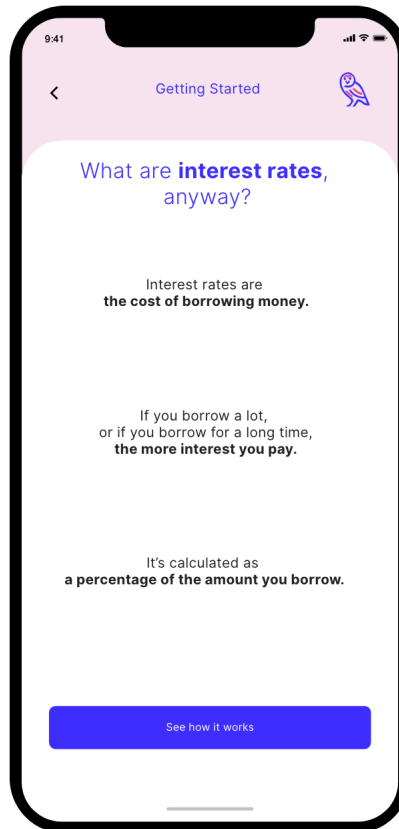 9:41
Getting Started
What are interest rates,
anyway?
Interest rates are
the cost of borrowing money.
If you borrow a lot,
or if you borrow for a long time,
the more interest you pay.
It’s calculated as
a percentage of the amount you borrow.
See how it works